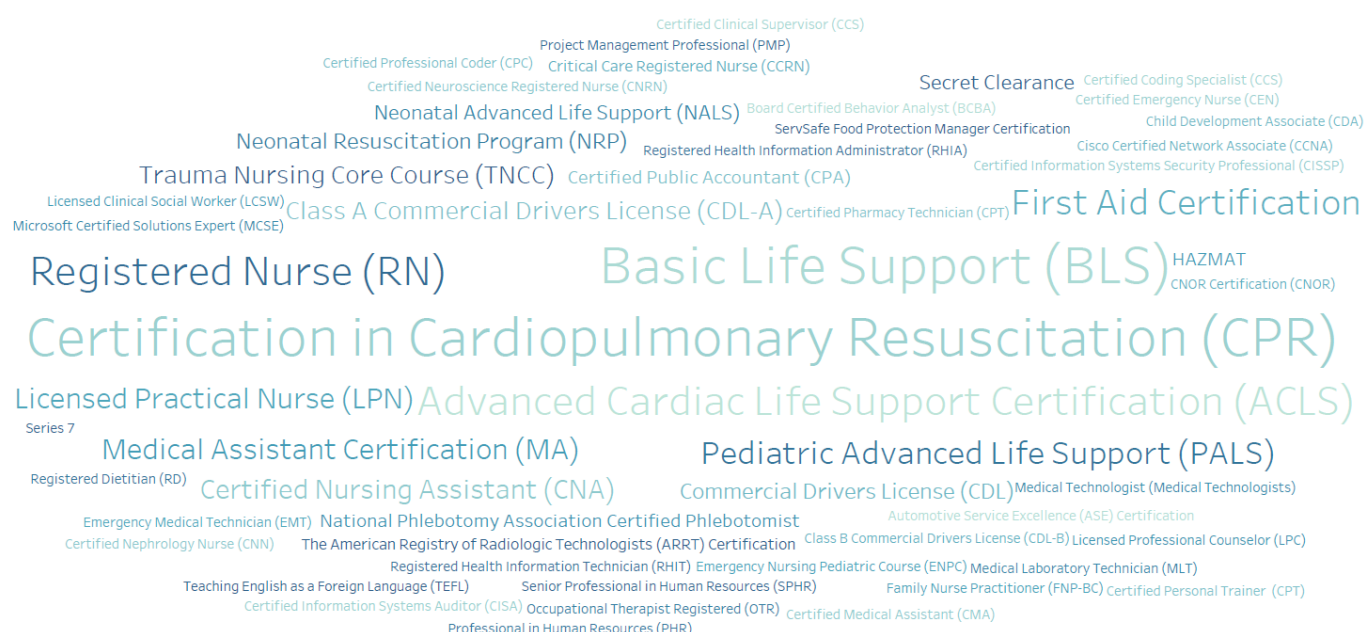 Certified Clinical Supervisor (CCS)
Project Management Professional (PMP)
Certified Professional Coder (CPC) Critical Care Registered Nurse (CCRN)
Certified Neuroscience Registered Nurse (CNRN) Secret Clearance Certified Coding Specialist (CCS)
Neonatal Advanced Life Support (NALS) Board Certified Behavior Analyst (BCBA) Certified Emergency Nurse (CEN)
ServSafe Food Protection Manager Certification Child Development Associate (CDA)
Neonatal Resuscitation Program (NRP) Registered Health Information Administrator (RHIA) Cisco Certified Network Associate (CCNA)
Trauma Nursing Core Course (TNCC) Certified Public Accountant (CPA) Certified Information Systems Security Professional (CISSP)
Licensed Clinical Social Worker (LCSW) Class A Commercial Drivers License (CDL-A) Certified Pharmacy Technician (CPT) First Aid Certification
Microsoft Certified Solutions Expert (MCSE)
Registered Nurse (RN) Basic Life Support (BLS) HAZMAT
CNOR Certification (CNOR)
Certification in Cardiopulmonary Resuscitation (CPR)
Licensed Practical Nurse (LPN) Advanced Cardiac Life Support Certification (ACLS)
Series 7
Medical Assistant Certification (MA) Pediatric Advanced Life Support (PALS)
Registered Dietitian (RD) Certified Nursing Assistant (CNA) Commercial Drivers License (CDL) Medical Technologist (Medical Technologists)
Emergency Medical Technician (EMT) National Phlebotomy Association Certified Phlebotomist Automotive Service Excellence (ASE) Certification
Certified Nephrology Nurse (CNN) The American Registry of Radiologic Technologists (ARRT) Certification Class B Commercial Drivers License (CDL-B) Licensed Professional Counselor (LPC)
Registered Health Information Technician (RHIT) Emergency Nursing Pediatric Course (ENPC) Medical Laboratory Technician (MLT)
Teaching English as a Foreign Language (TEFL) Senior Professional in Human Resources (SPHR) Family Nurse Practitioner (FNP-BC) Certified Personal Trainer (CPT)
Certified Information Systems Auditor (CISA) Occupational Therapist Registered (OTR) Certified Medical Assistant (CMA)
Professional in Human Resources (PHR)